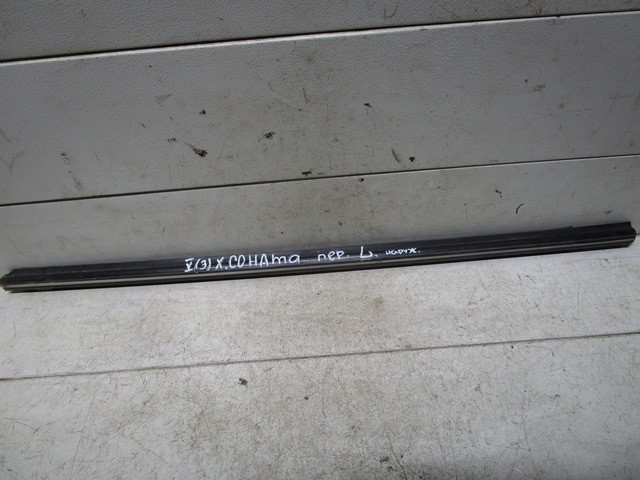 V(3) X.СОНАта пер. L. наруж.